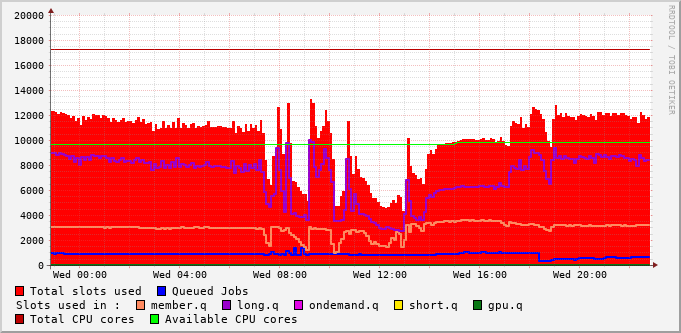 20000
18000
16000
14000
12000
10000
8000
6000
4000
2000
0
Wed 00:00 Wed 04:00 Wed 08:00 Wed 12:00 Wed 16:00 Wed 20:00
RRDTOOL / TOBI OETIKER
Total slots used Queued Jobs
Slots used in : member.q long.q ondemand.q short.q gpu.q
Total CPU cores Available CPU cores